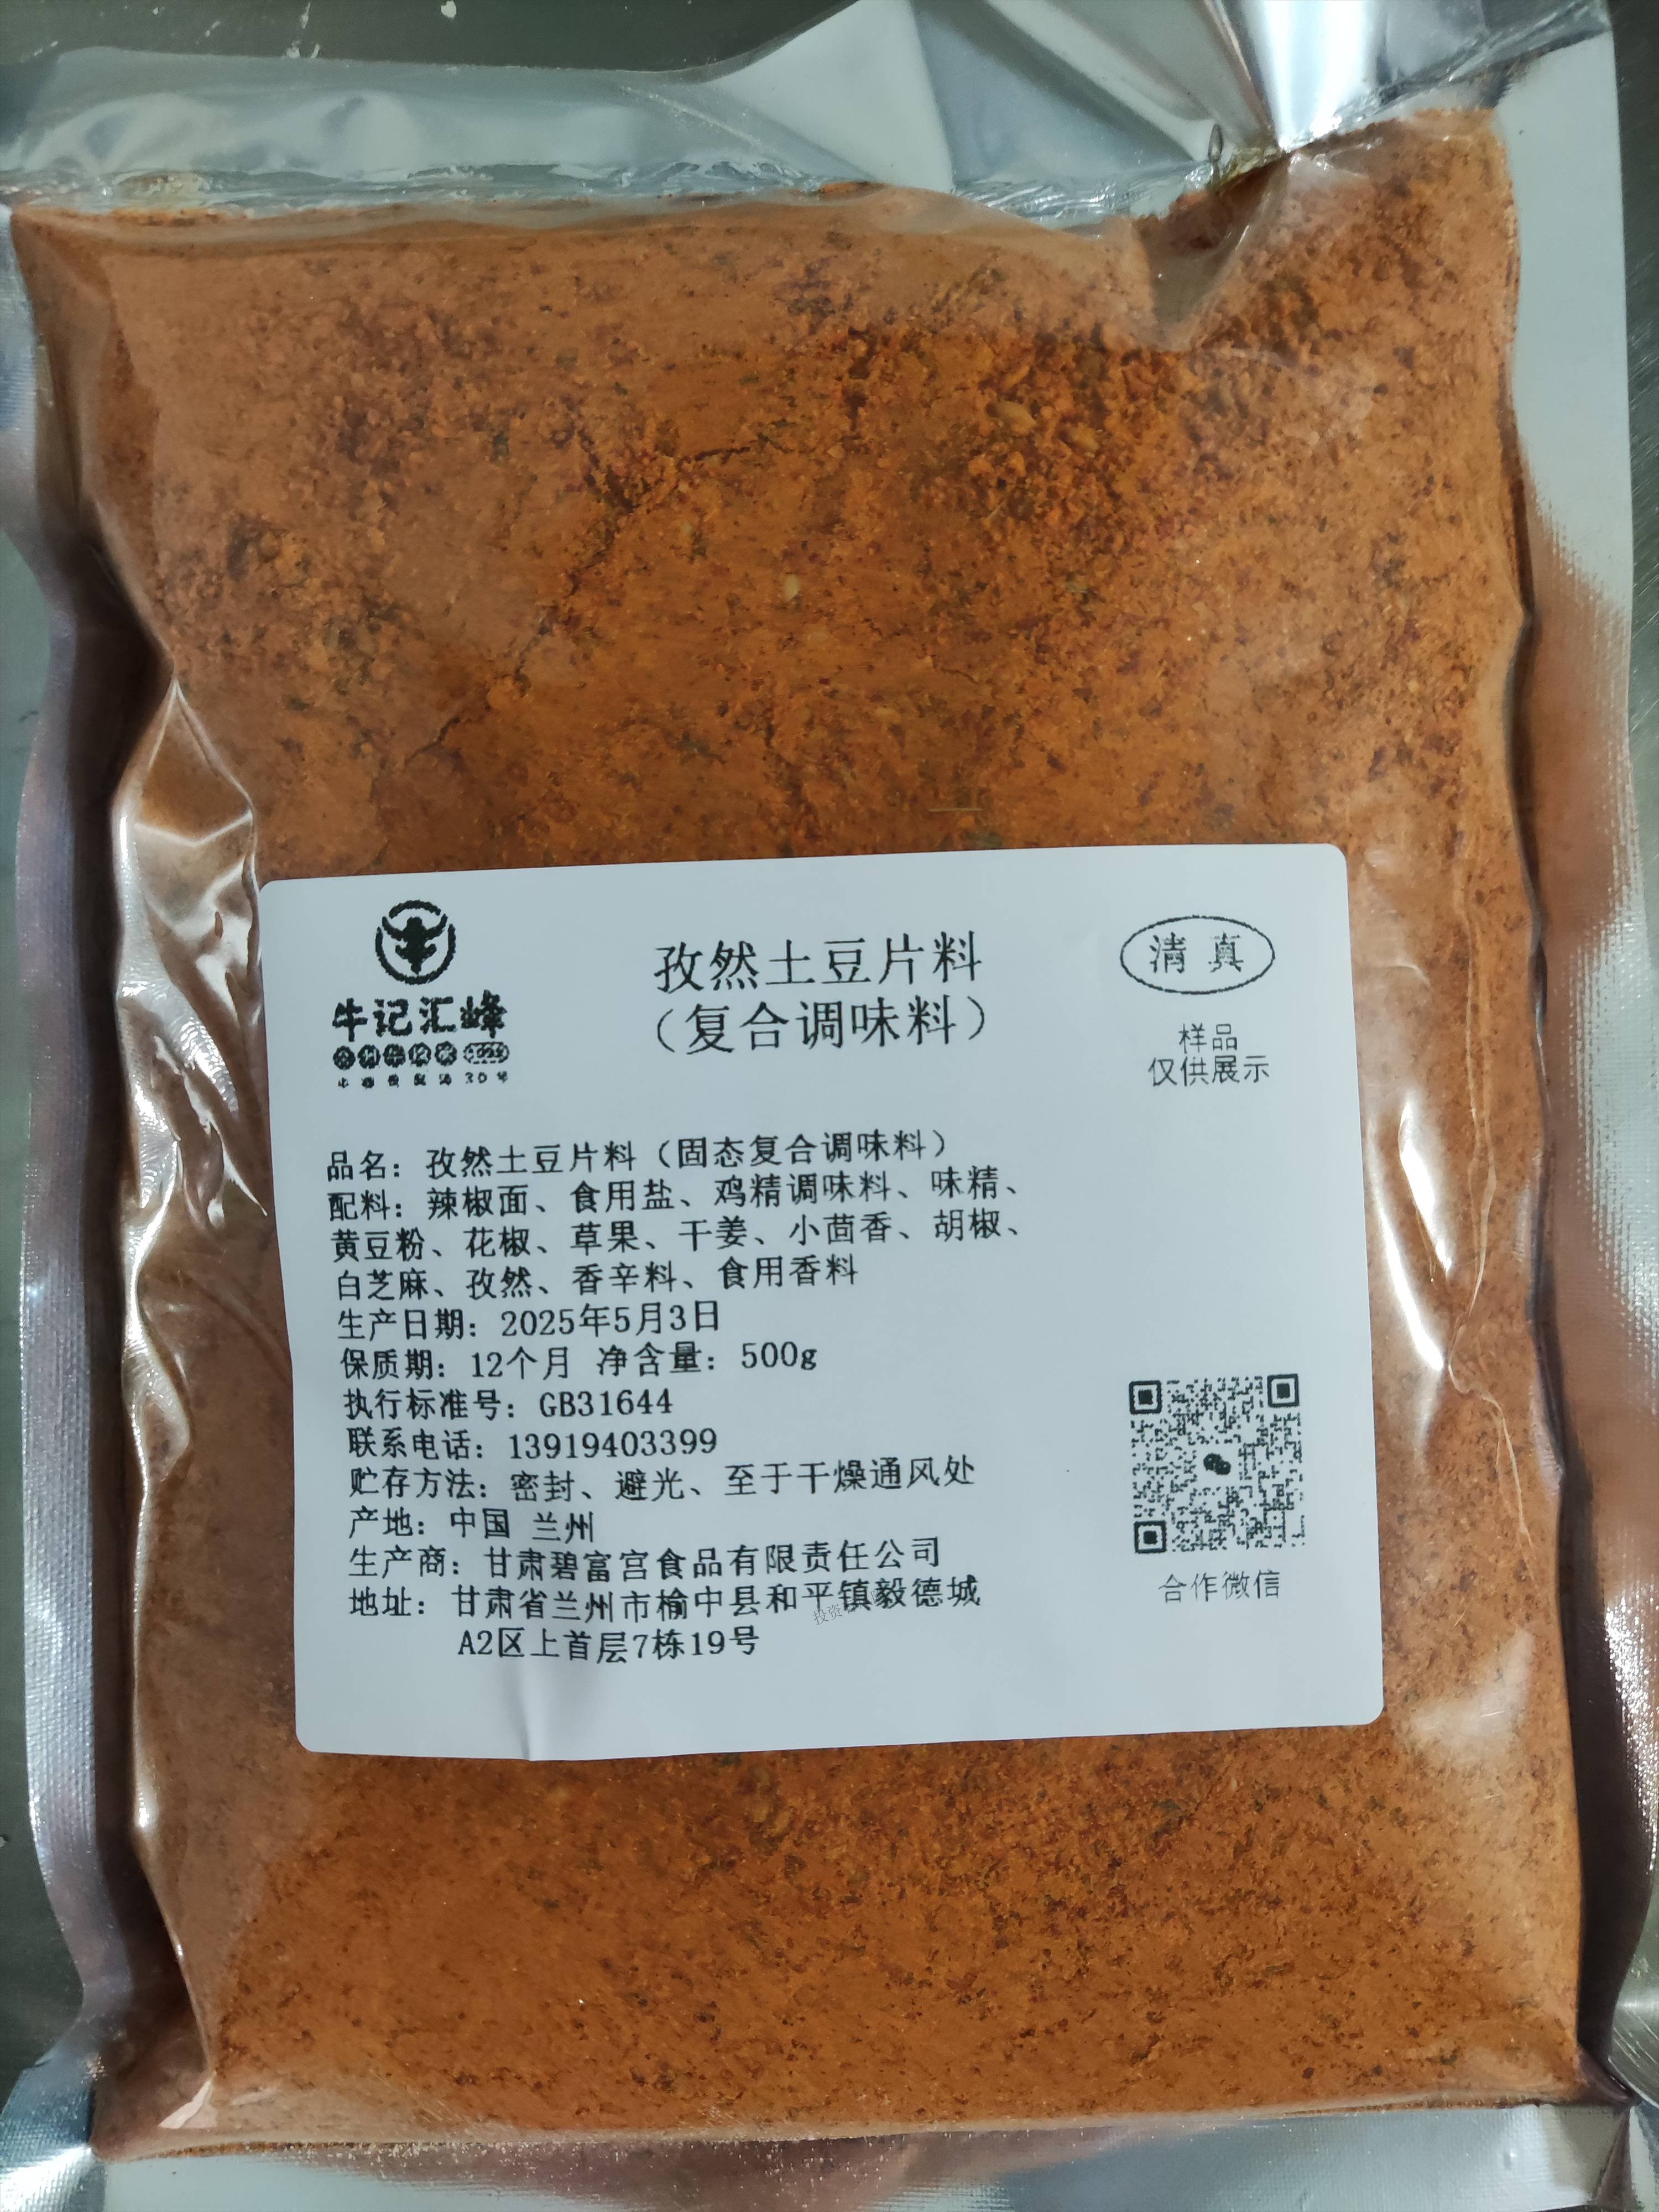 牛记汇峰
孜然土豆片料
（复合调味料）
清真
样品
仅供展示
品名：孜然土豆片料（固态复合调味料）
配料：辣椒面、食用盐、鸡精调味料、味精、
黄豆粉、花椒、草果、干姜、小茴香、胡椒、
白芝麻、孜然、香辛料、食用香料
生产日期：2025年5月3日
保质期：12个月 净含量：500g
执行标准号：GB31644
联系电话：13919403399
贮存方法：密封、避光、至于干燥通风处
产地：中国 兰州
生产商：甘肃碧富宫食品有限责任公司
地址：甘肃省兰州市榆中县和平镇毅德城
A2区上首层7栋19号
合作微信